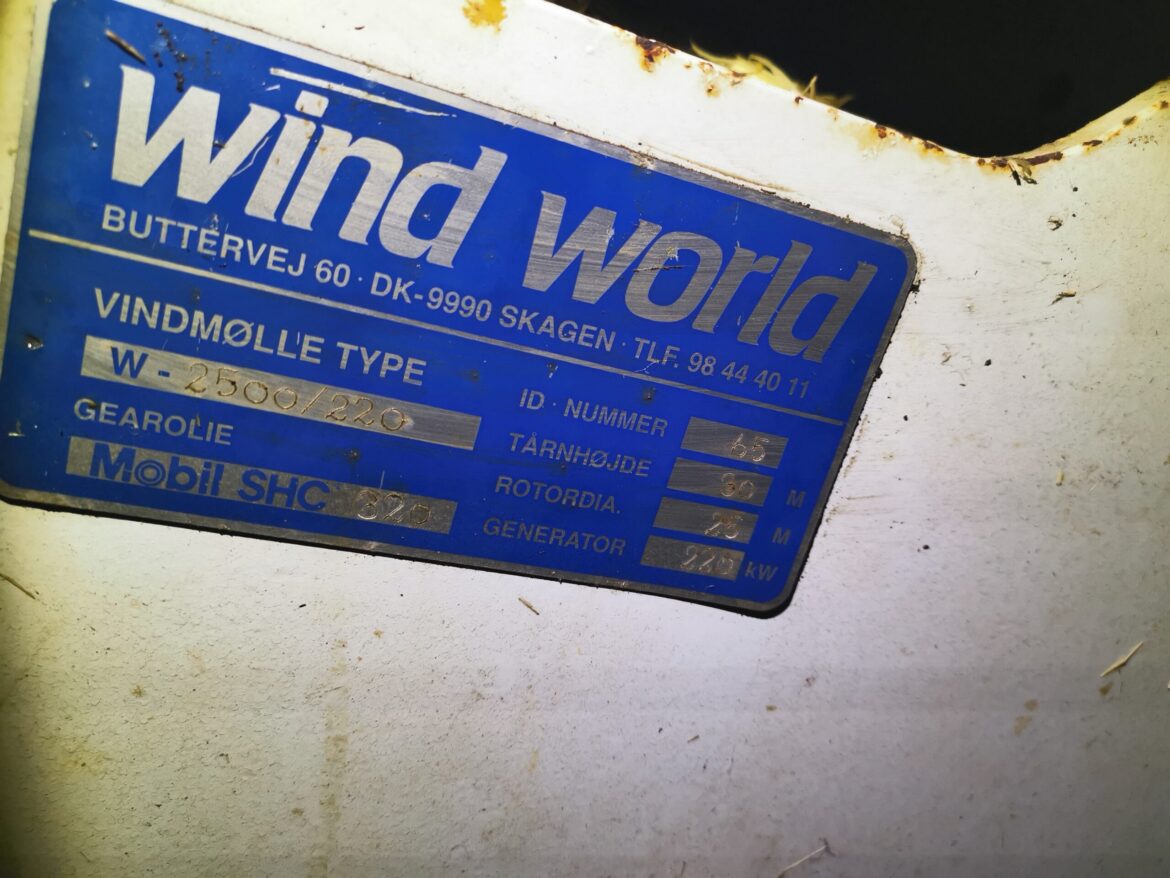 wind world
BUTTERVEJ 60 · DK-9990 SKAGEN · TLF. 98 44 40 11
VINDMØLLE TYPE
W - 2500/220
GEAROLIE
Mobil SHC 320
ID · NUMMER 65
TÅRNHØJDE 30 M
ROTORDIA. 25 M
GENERATOR 220 kW